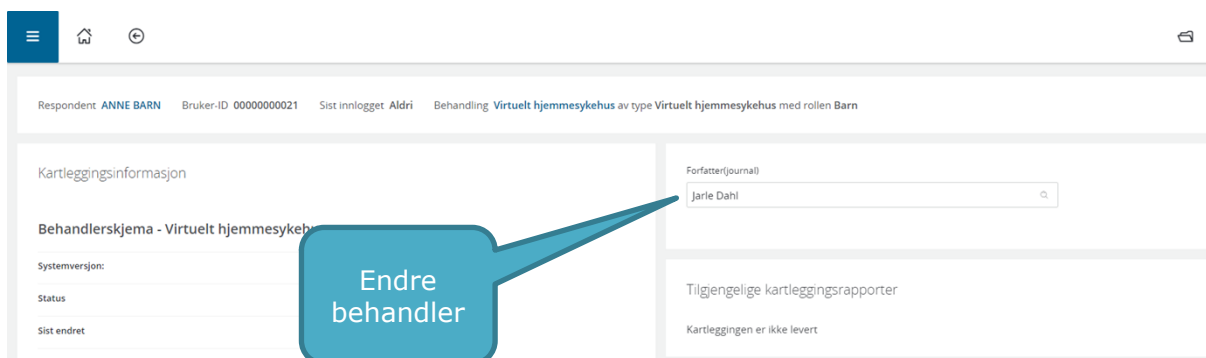 Respondent ANNE BARN Bruker-ID 00000000021 Sist innlogget Aldri Behandling Virtuelt hjemmesykehus av type Virtuelt hjemmesykehus med rollen Barn
Kartleggingsinformasjon
Behandlerskjema - Virtuelt hjemmesykehu
Systemversjon:
Status
Sist endret
Endre
behandler
Forfatter(journal)
Jarle Dahl
Tilgjengelige kartleggingsrapporter
Kartleggingen er ikke levert